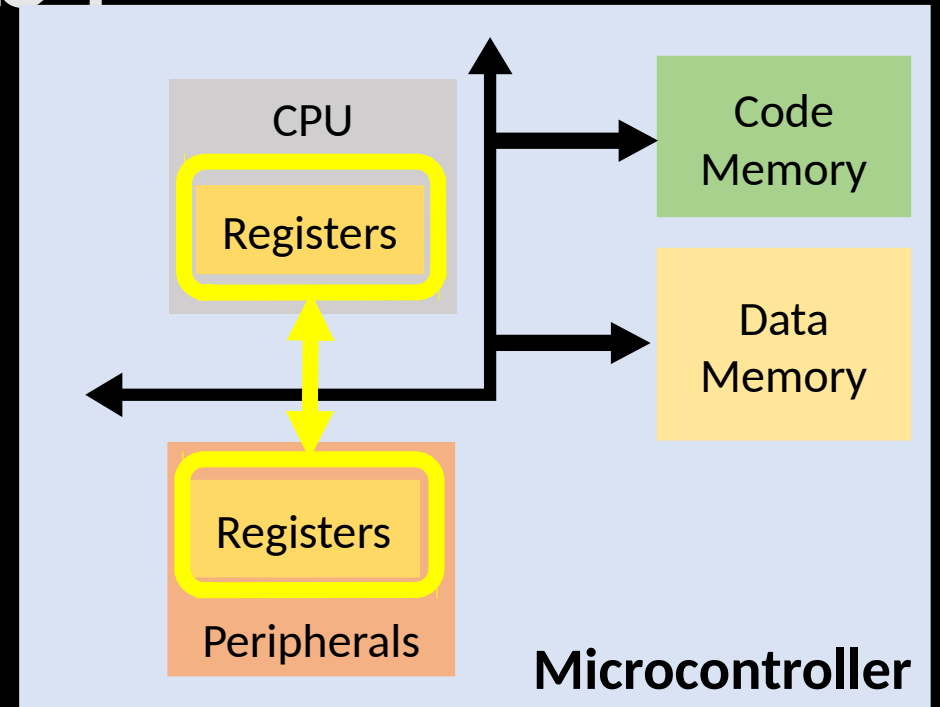 CPU
Registers
Code
Memory
Data
Memory
Registers
Peripherals
Microcontroller